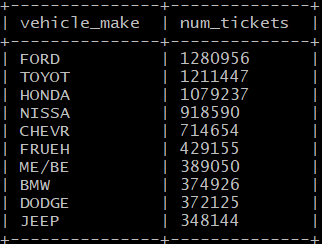 +---------------+--------------+
| vehicle_make | num_tickets |
+---------------+--------------+
| FORD | 1280956 |
| TOYOT | 1211447 |
| HONDA | 1079237 |
| NISSA | 918590 |
| CHEVR | 714654 |
| FRUEH | 429155 |
| ME/BE | 389050 |
| BMW | 374926 |
| DODGE | 372125 |
| JEEP | 348144 |
+---------------+--------------+